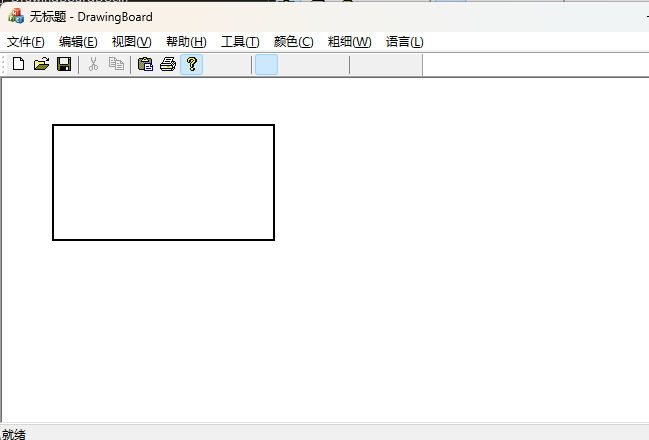 无标题 - DrawingBoard
文件(F) 编辑(E) 视图(V) 帮助(H) 工具(T) 颜色(C) 粗细(W) 语言(L)
就绪